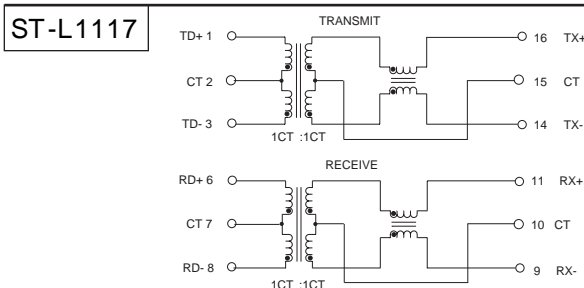 ST-L1117
TRANSMIT
TD+ 1
16 TX+
CT 2
15 CT
TD- 3
14 TX-
1CT :1CT
RECEIVE
RD+ 6
11 RX+
CT 7
10 CT
RD- 8
9 RX-
1CT :1CT